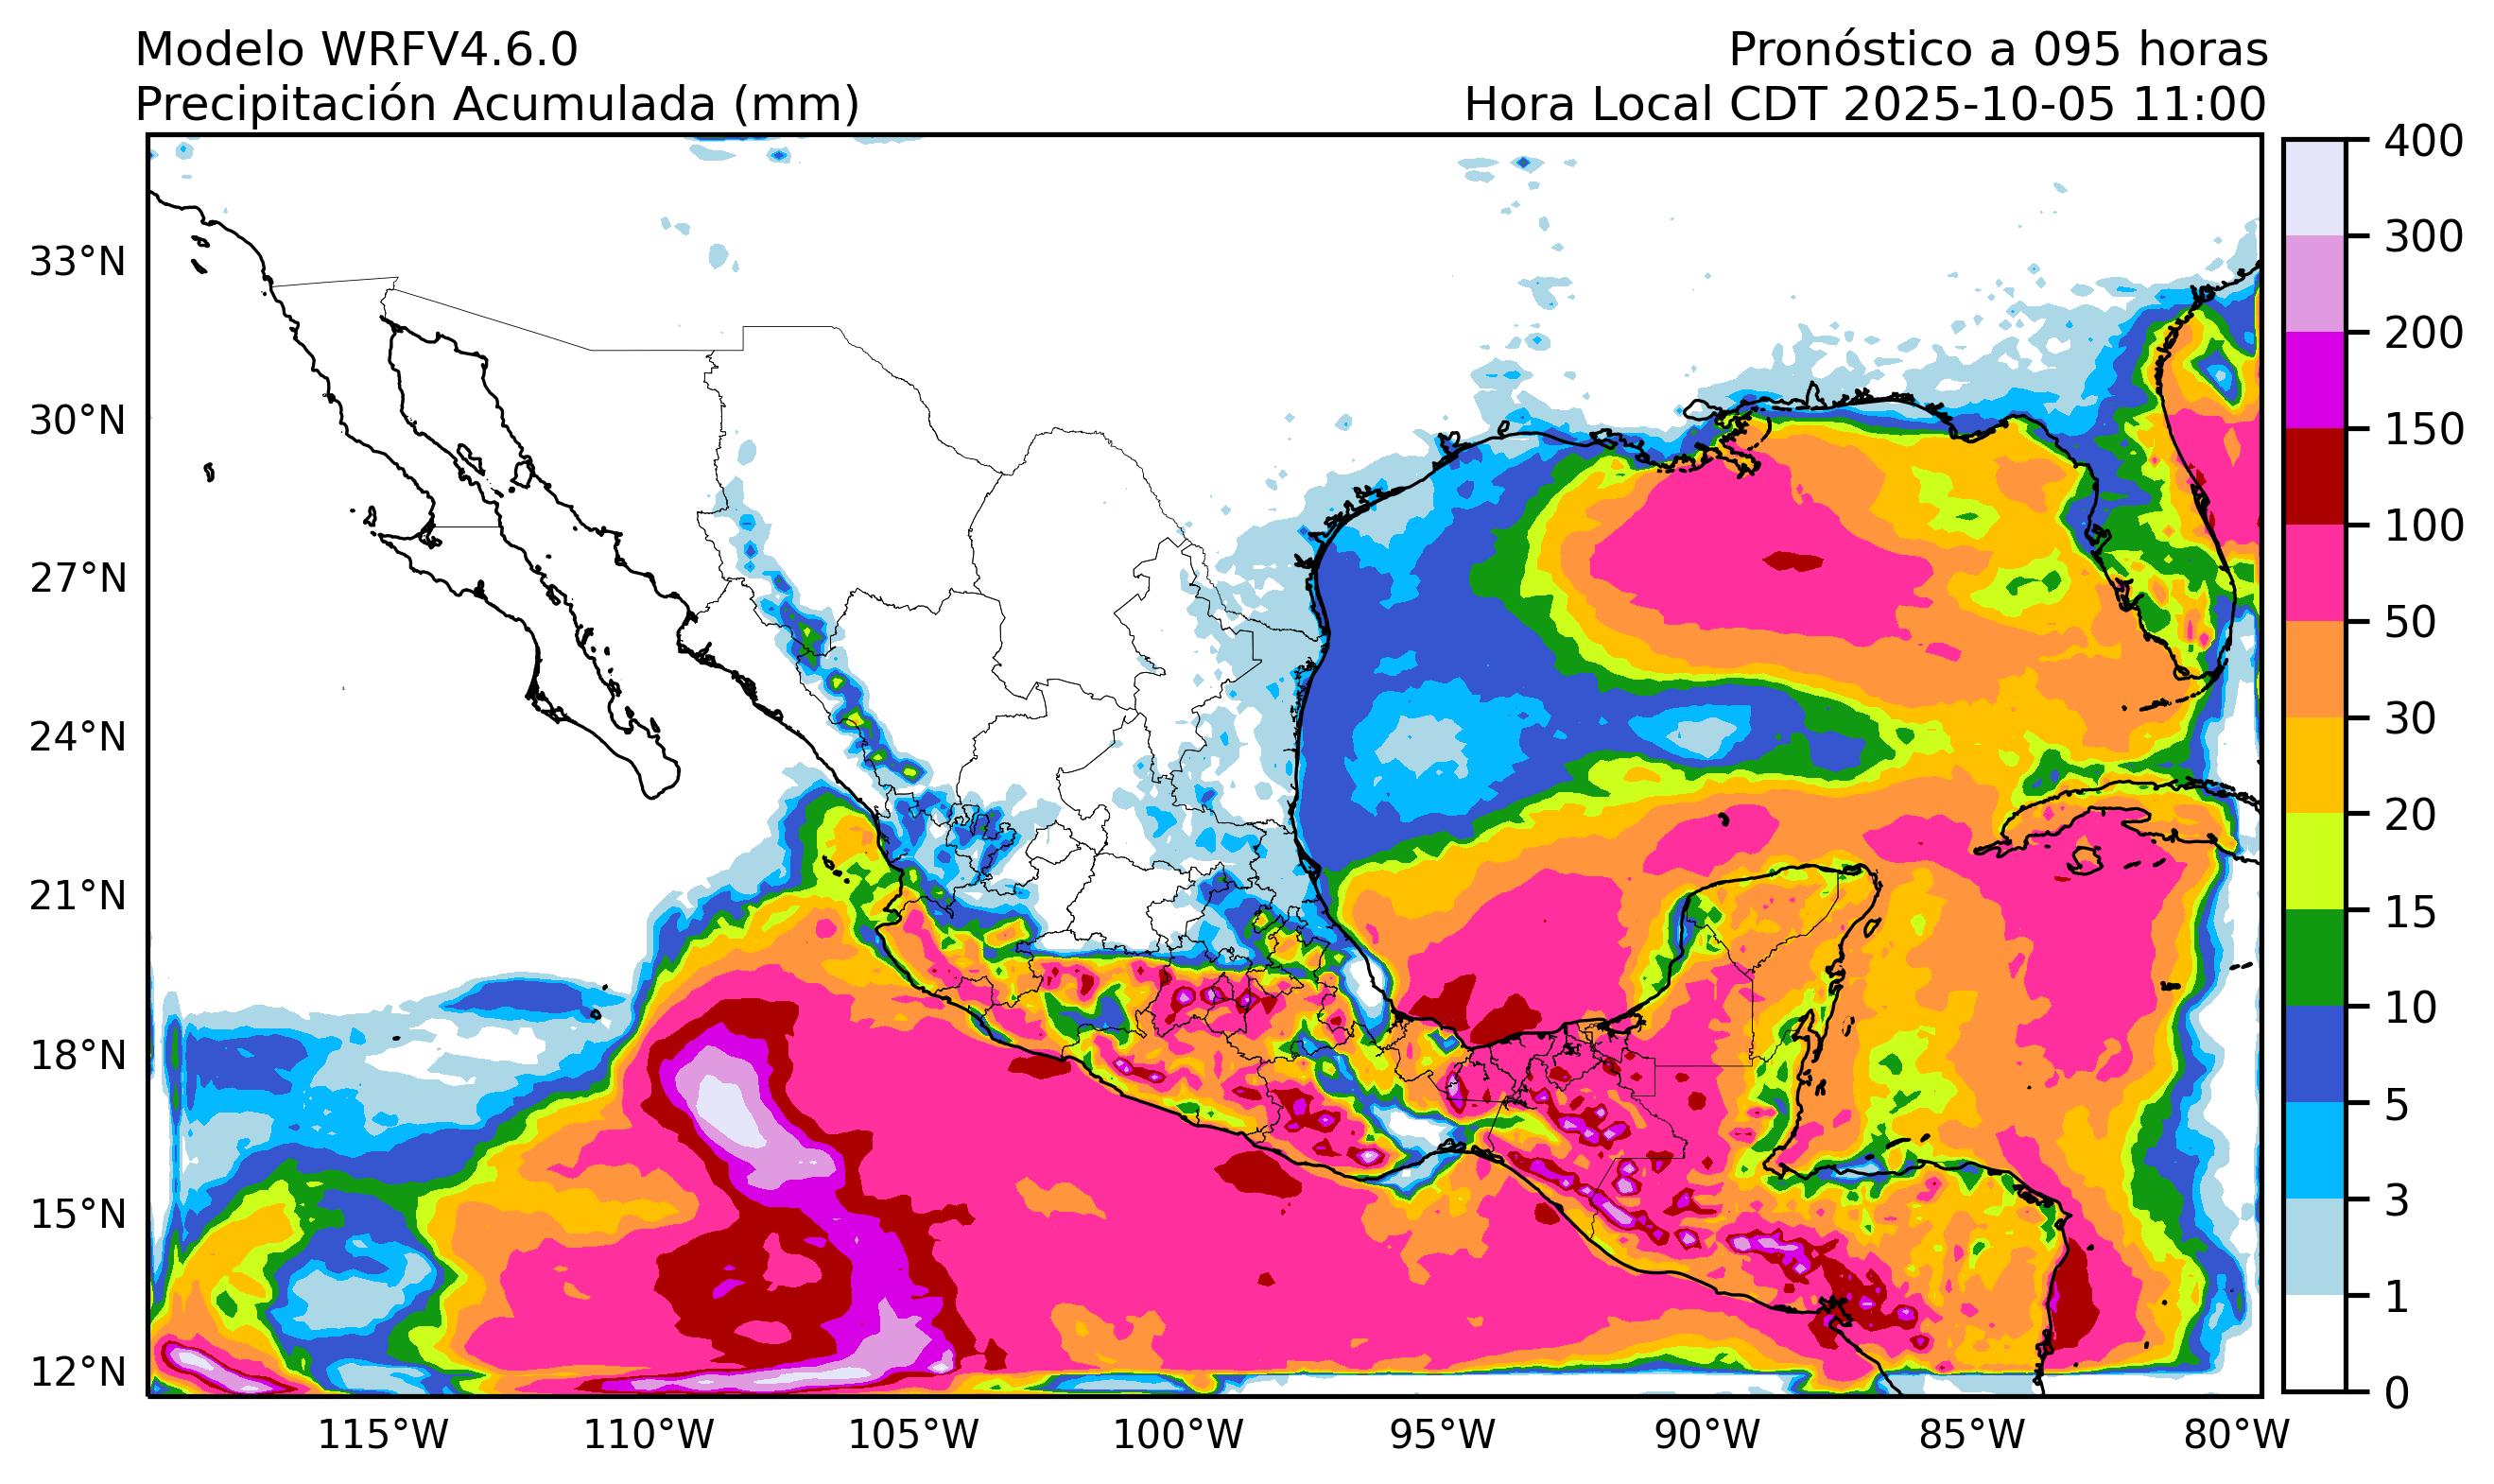 Modelo WRFV4.6.0
Pronóstico a 095 horas
Precipitación Acumulada (mm)
Hora Local CDT 2025-10-05 11:00
33°N
30°N
27°N
24°N
21°N
18°N
15°N
12°N
115°W
110°W
105°W
100°W
95°W
90°W
85°W
80°W
400
300
200
150
100
50
30
20
15
10
5
3
1
0